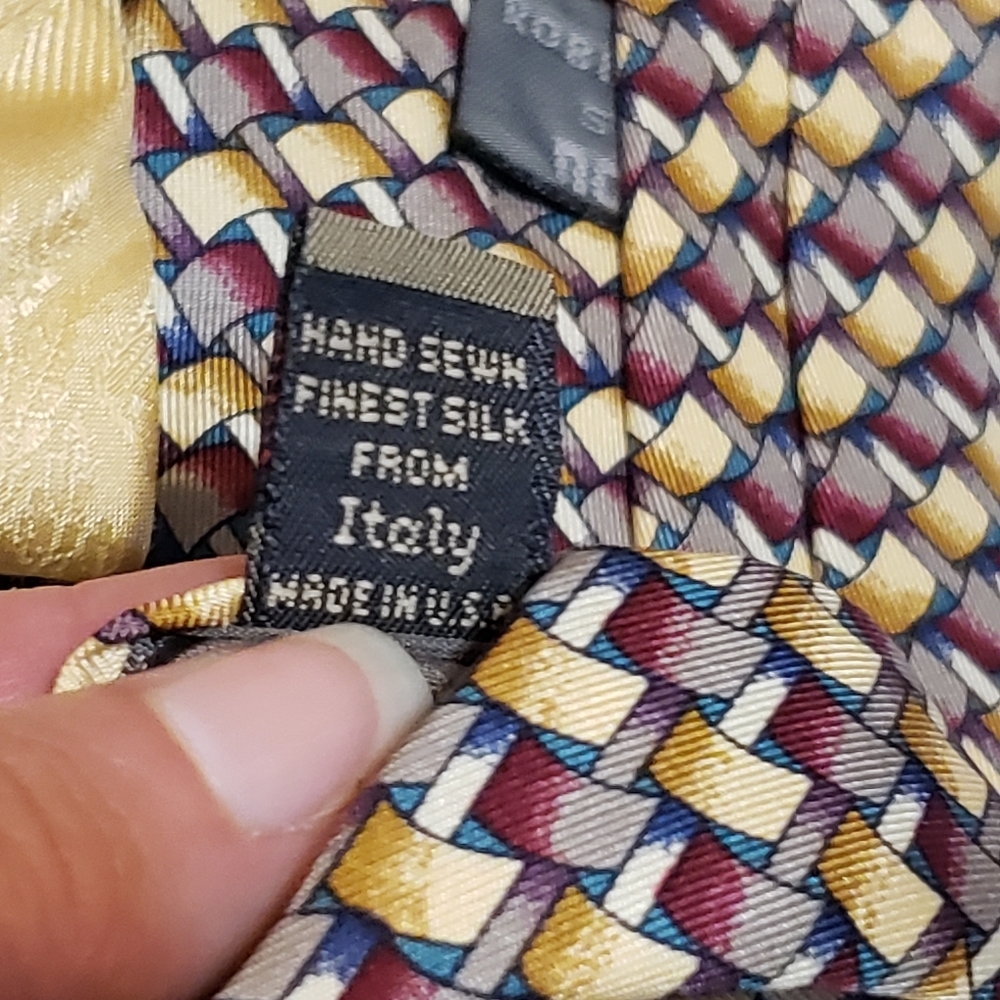 HAND SEWN
FINEST SILK
FROM
Italy
MADE IN U.S.A